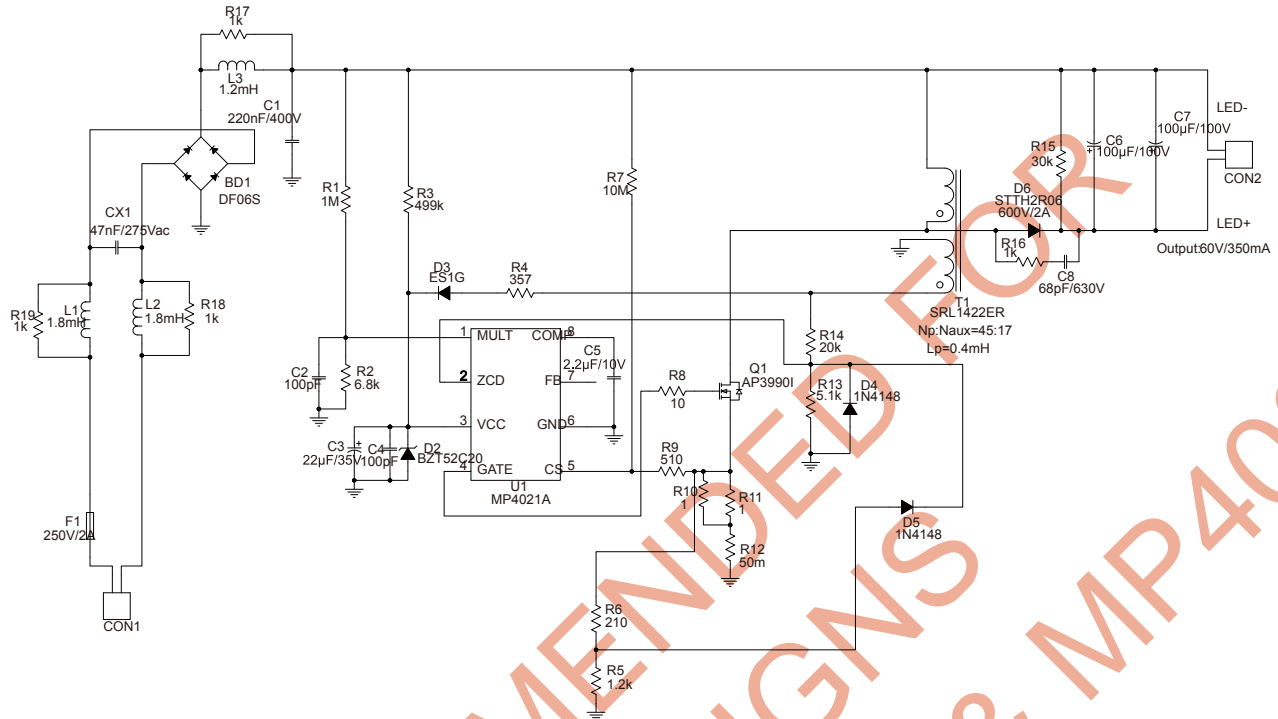 R17
1k
L3
1.2mH
C1
220nF/400V
BD1
DF06S
CX1
47nF/275Vac
R19
1k
L1
1.8mH
L2
1.8mH
R18
1k
F1
250V/2A
CON1
R1
1M
R3
499k
R7
10M
D3
ES1G
R4
357
C2
100pF
R2
6.8k
C3
+
22µF/35V
C4
100pF
D2
BZT52C20
1 MULT COMP 8
2 ZCD FB 7
3 VCC GND 6
4 GATE CS 5
U1
MP4021A
C5
2.2µF/10V
R8
10
Q1
AP3990I
R9
510
R10
1
R11
1
R12
50m
R6
210
R5
1.2k
R14
20k
R13
5.1k
D4
1N4148
D5
1N4148
T1
SRL1422ER
Np:Naux=45:17
Lp=0.4mH
D6
STTH2R06
600V/2A
R16
1k
C8
68pF/630V
R15
30k
C6
+
100µF/100V
C7
100µF/100V
LED-
CON2
LED+
Output:60V/350mA
MENDED FOR
GNS
& MP40